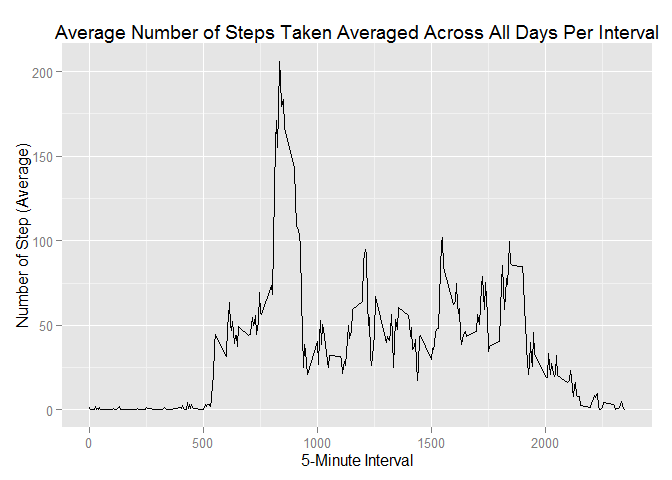 Average Number of Steps Taken Averaged Across All Days Per Interval
Number of Step (Average)
200
150
100
50
0
0 500 1000 1500 2000
5-Minute Interval